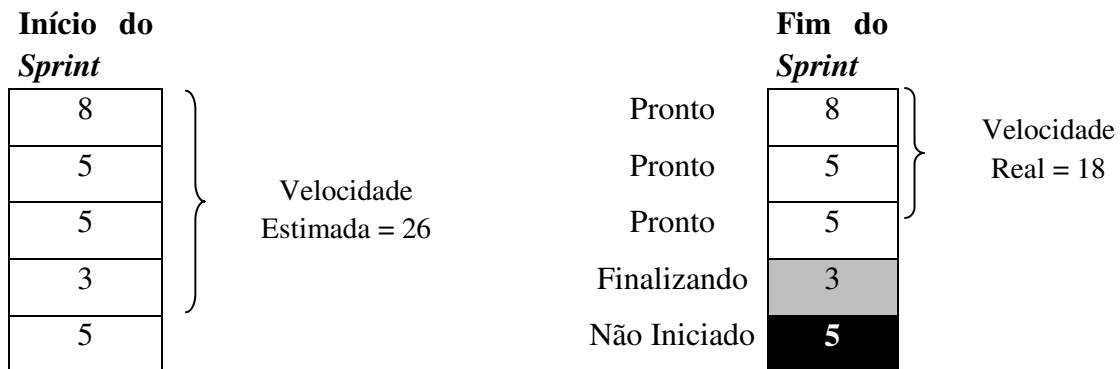 Início do
Sprint
8
5
5
3
5
Velocidade
Estimada = 26
Fim do
Sprint
Pronto 8
Pronto 5
Pronto 5
Finalizando 3
Não Iniciado 5
Velocidade
Real = 18